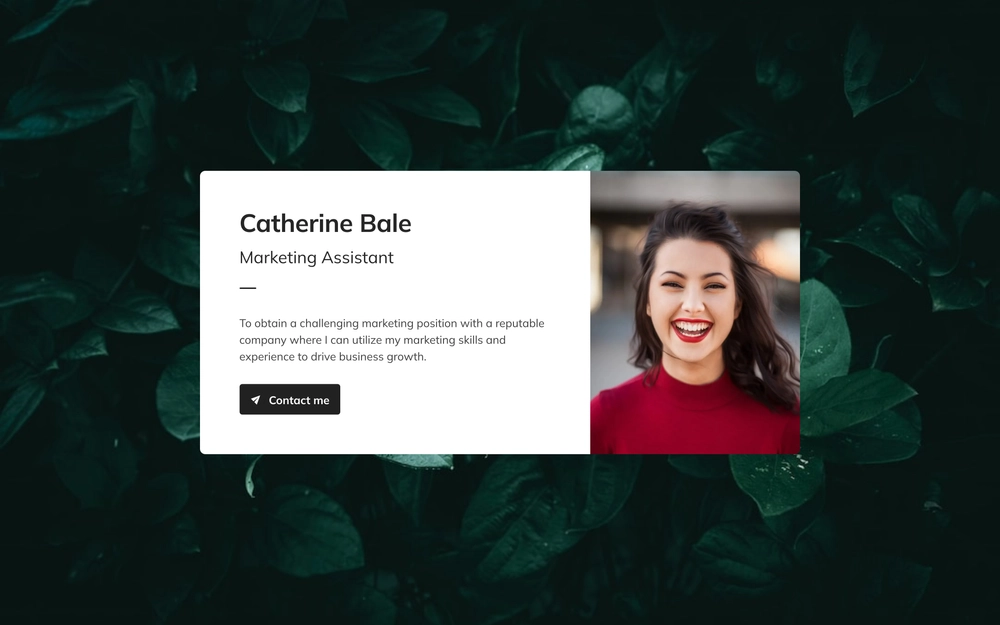 Catherine Bale
Marketing Assistant
To obtain a challenging marketing position with a reputable
company where I can utilize my marketing skills and
experience to drive business growth.
Contact me